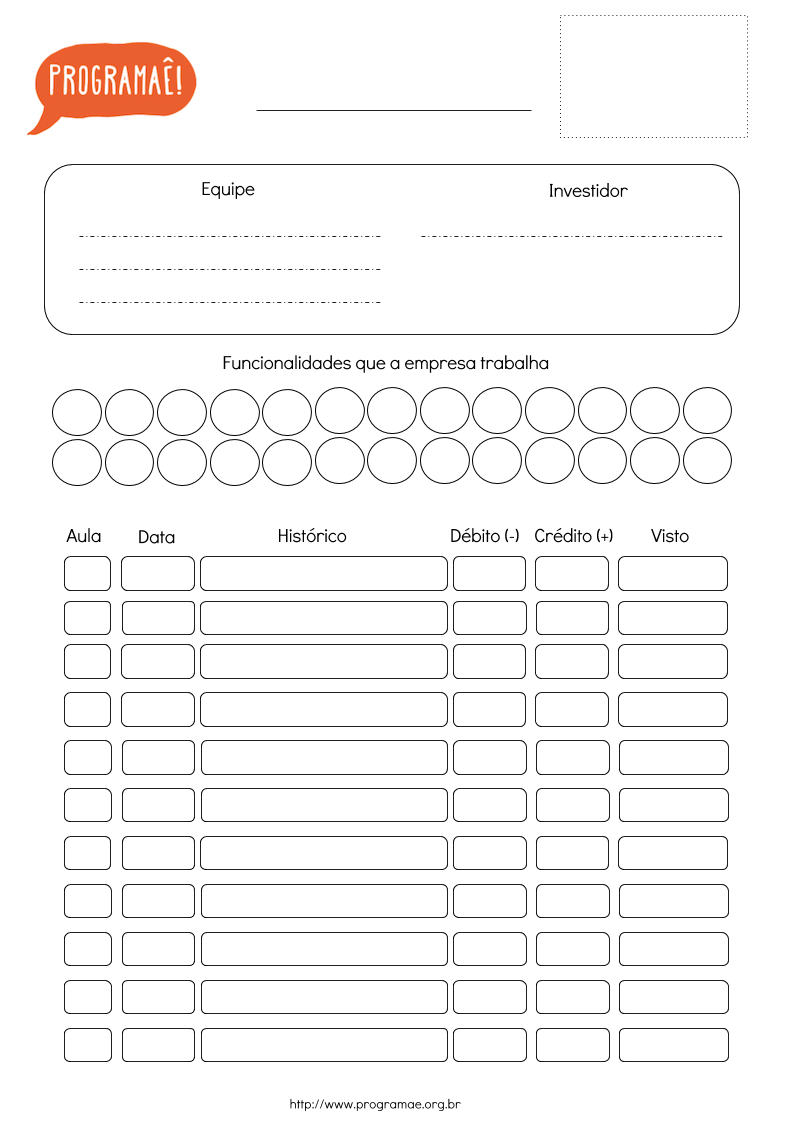 PROGRAMAÊ!
Equipe
Investidor
Funcionalidades que a empresa trabalha
Aula Data Histórico Débito (-) Crédito (+) Visto
http://www.programae.org.br